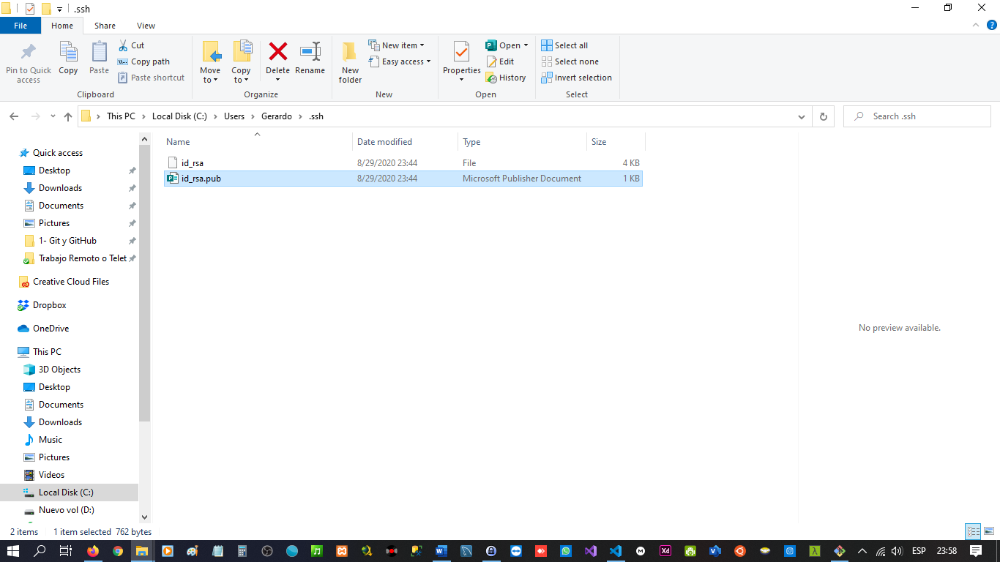 .ssh
File Home Share View
Pin to Quick access
Copy
Paste
Cut
Copy path
Paste shortcut
Clipboard
Move to
Copy to
Delete
Rename
Organize
New folder
New item
Easy access
New
Properties
Open
Edit
History
Open
Select all
Select none
Invert selection
Select
This PC Local Disk (C:) Users Gerardo .ssh
Search .ssh
Quick access
Desktop
Downloads
Documents
Pictures
1- Git y GitHub
Trabajo Remoto o Telet
Creative Cloud Files
Dropbox
OneDrive
This PC
3D Objects
Desktop
Documents
Downloads
Music
Pictures
Videos
Local Disk (C:)
Nuevo vol (D:)
Name Date modified Type Size
id_rsa 8/29/2020 23:44 File 4 KB
id_rsa.pub 8/29/2020 23:44 Microsoft Publisher Document 1 KB
No preview available.
2 items 1 item selected 762 bytes
ESP 23:58